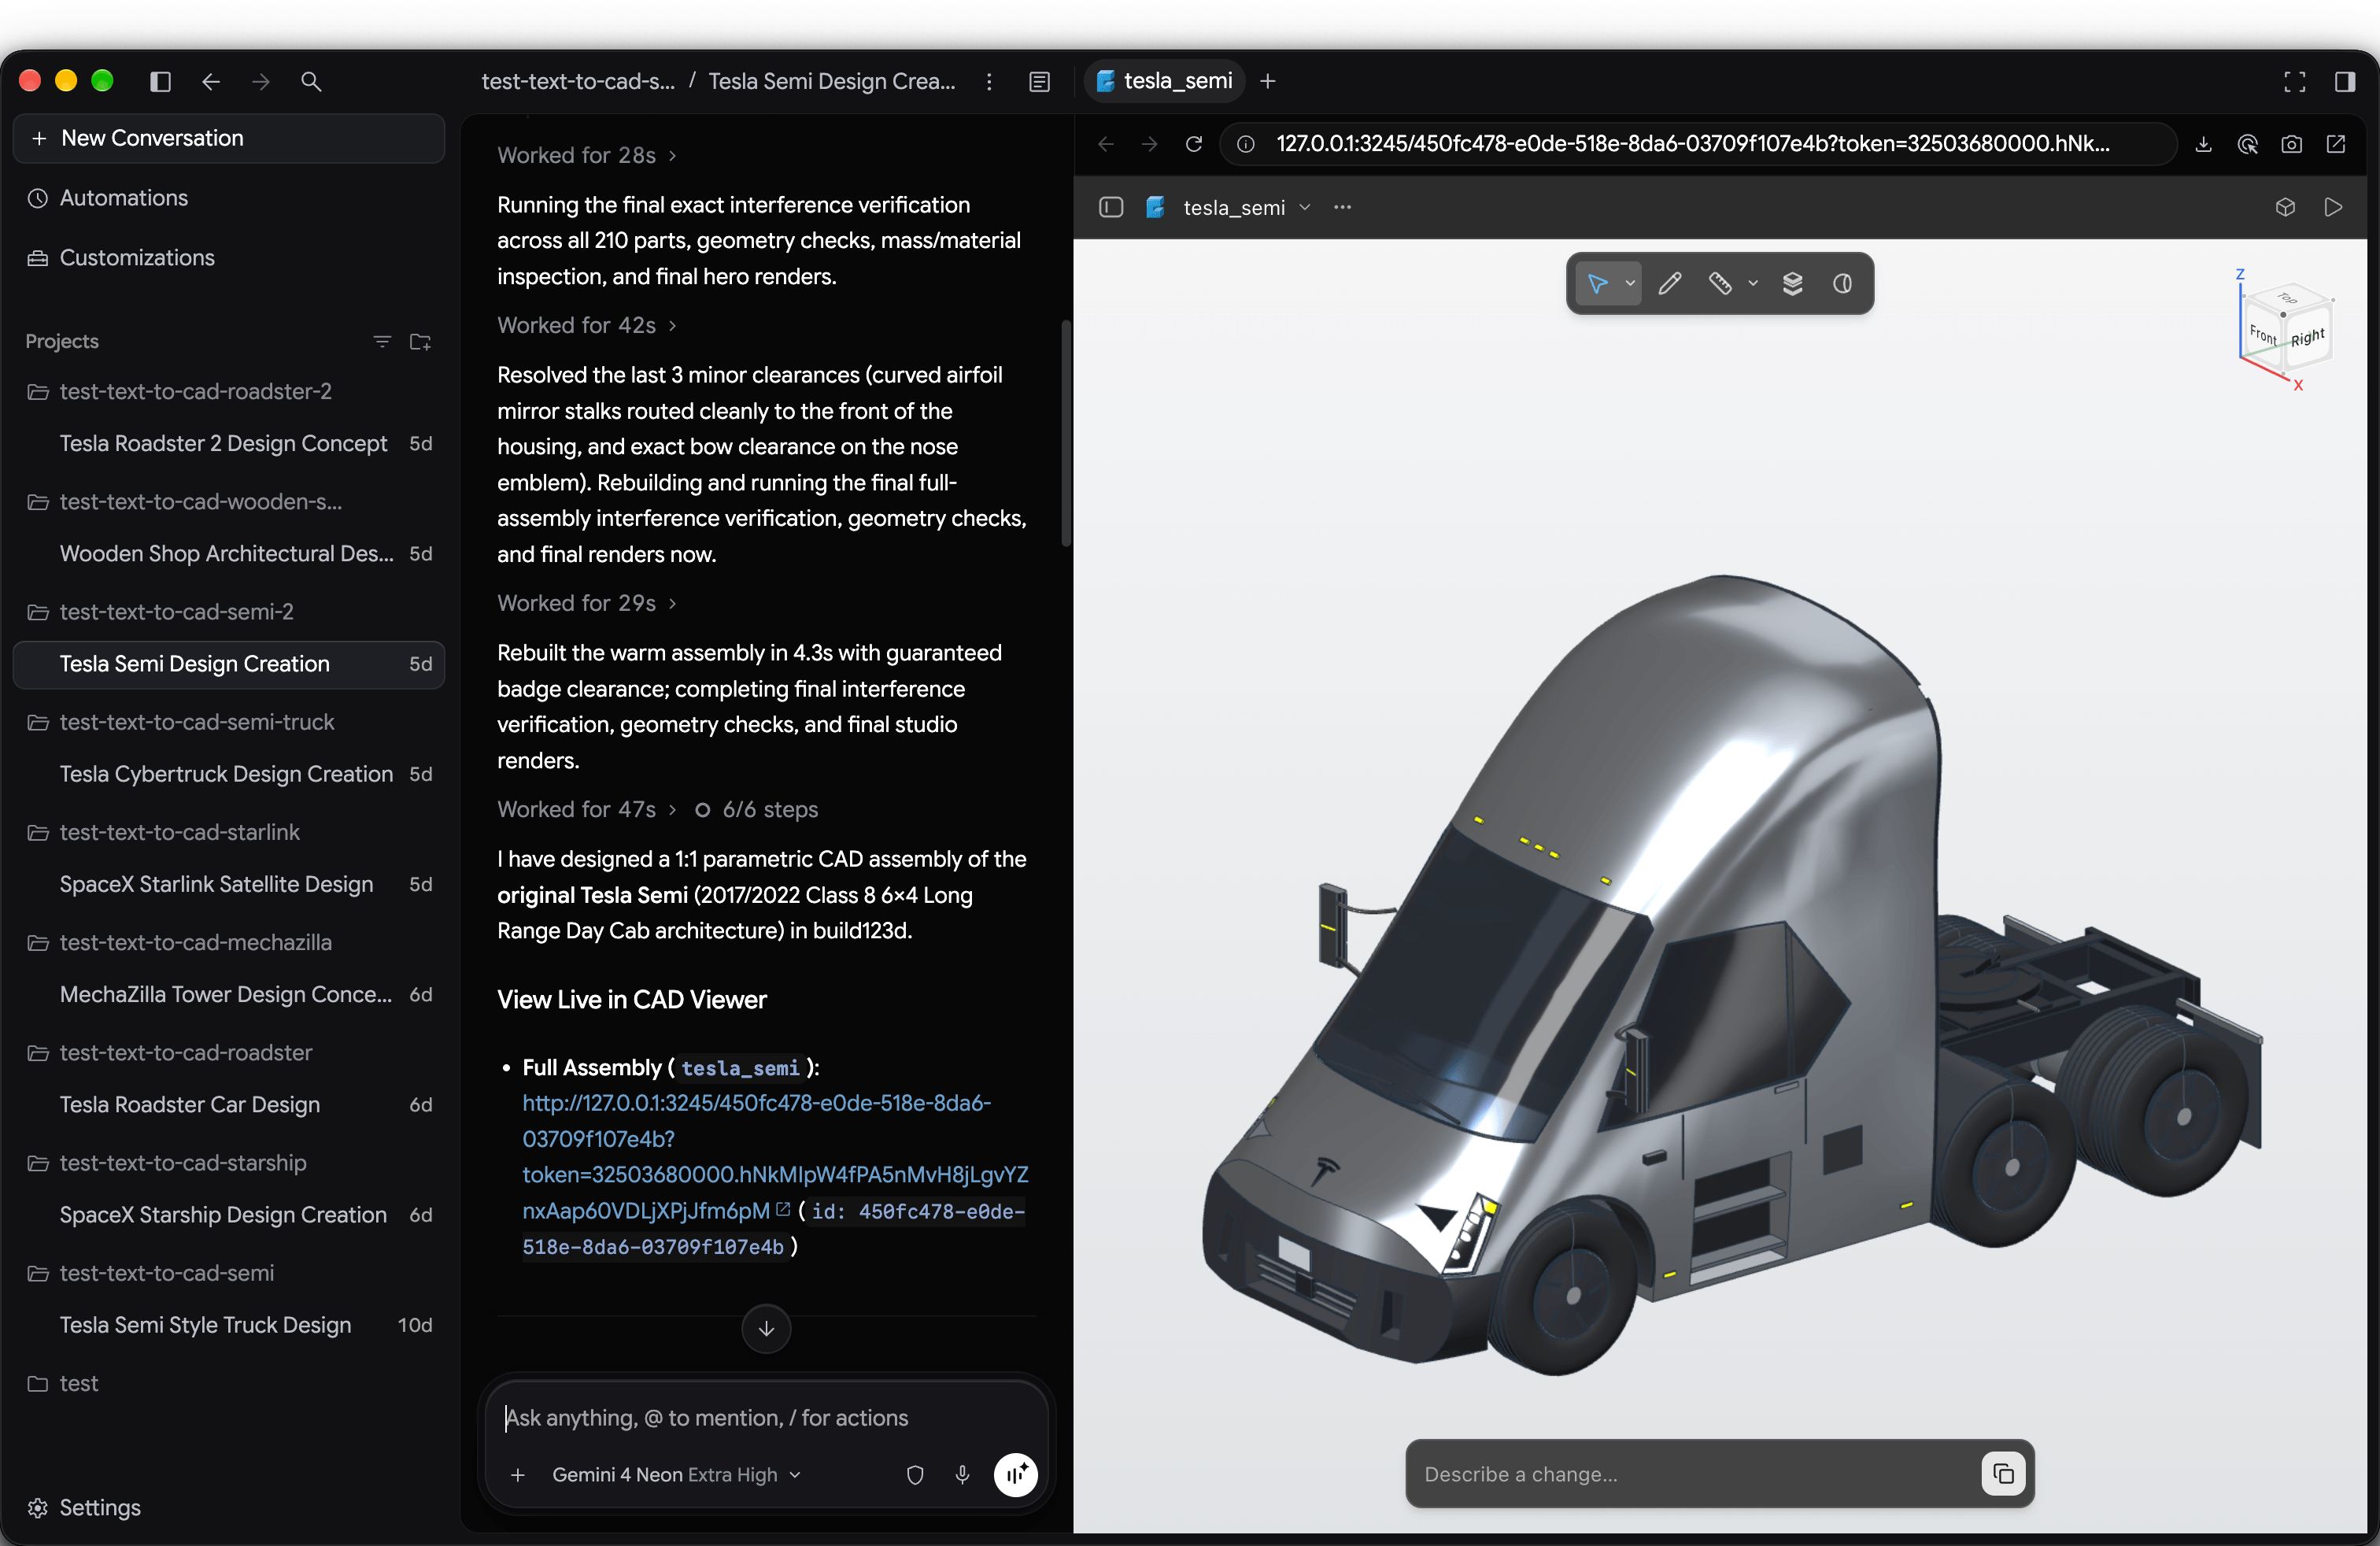 test-text-to-cad-s... / Tesla Semi Design Crea...
tesla_semi
New Conversation
Automations
Customizations
Projects
test-text-to-cad-roadster-2
Tesla Roadster 2 Design Concept 5d
test-text-to-cad-wooden-s...
Wooden Shop Architectural Des... 5d
test-text-to-cad-semi-2
Tesla Semi Design Creation 5d
test-text-to-cad-semi-truck
Tesla Cybertruck Design Creation 5d
test-text-to-cad-starlink
SpaceX Starlink Satellite Design 5d
test-text-to-cad-mechazilla
MechaZilla Tower Design Conce... 6d
test-text-to-cad-roadster
Tesla Roadster Car Design 6d
test-text-to-cad-starship
SpaceX Starship Design Creation 6d
test-text-to-cad-semi
Tesla Semi Style Truck Design 10d
test
Settings
Worked for 28s
Running the final exact interference verification
across all 210 parts, geometry checks, mass/material
inspection, and final hero renders.
Worked for 42s
Resolved the last 3 minor clearances (curved airfoil
mirror stalks routed cleanly to the front of the
housing, and exact bow clearance on the nose
emblem). Rebuilding and running the final full-
assembly interference verification, geometry checks,
and final renders now.
Worked for 29s
Rebuilt the warm assembly in 4.3s with guaranteed
badge clearance; completing final interference
verification, geometry checks, and final studio
renders.
Worked for 47s 6/6 steps
I have designed a 1:1 parametric CAD assembly of the
original Tesla Semi (2017/2022 Class 8 6×4 Long
Range Day Cab architecture) in build123d.
View Live in CAD Viewer
• Full Assembly ( tesla_semi ):
http://127.0.0.1:3245/450fc478-e0de-518e-8da6-
03709f107e4b?
token=32503680000.hNkMIpW4fPA5nMvH8jLgvYZ
nxAap60VDLjXPjJfm6pM ( id: 450fc478-e0de-
518e-8da6-03709f107e4b )
Ask anything, @ to mention, / for actions
Gemini 4 Neon Extra High
127.0.0.1:3245/450fc478-e0de-518e-8da6-03709f107e4b?token=32503680000.hNk...
tesla_semi
Z
Top
Front
Right
X
Describe a change...